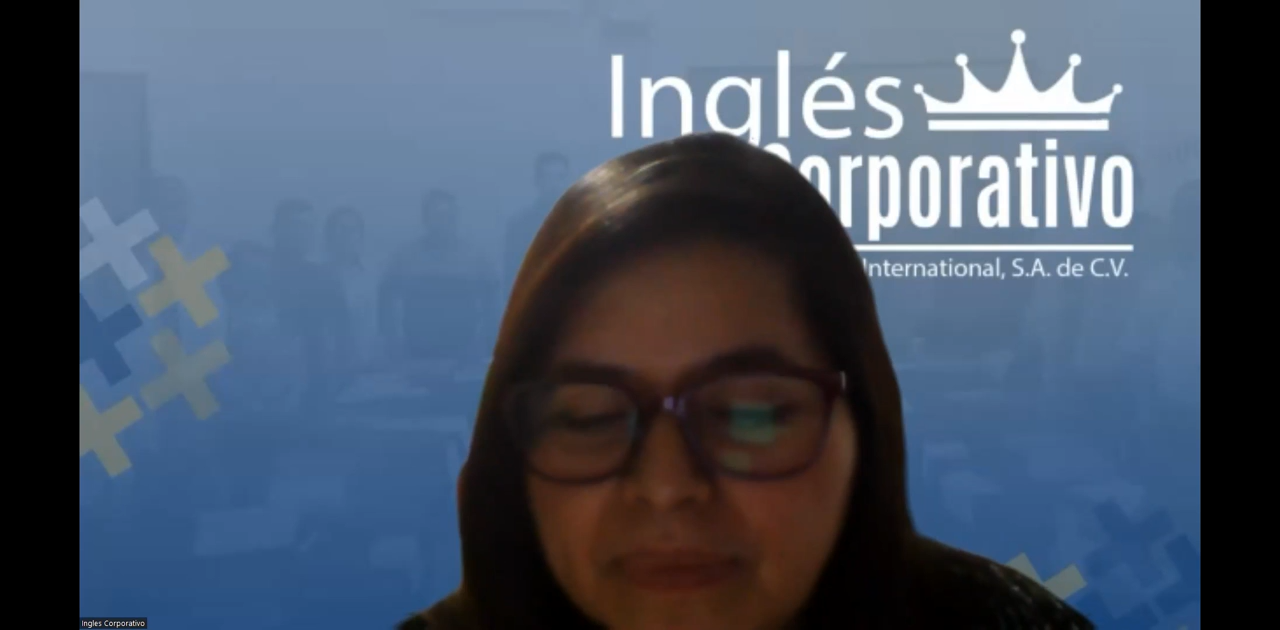 Inglés
orporativo
International, S.A. de C.V.
Ingles Corporativo